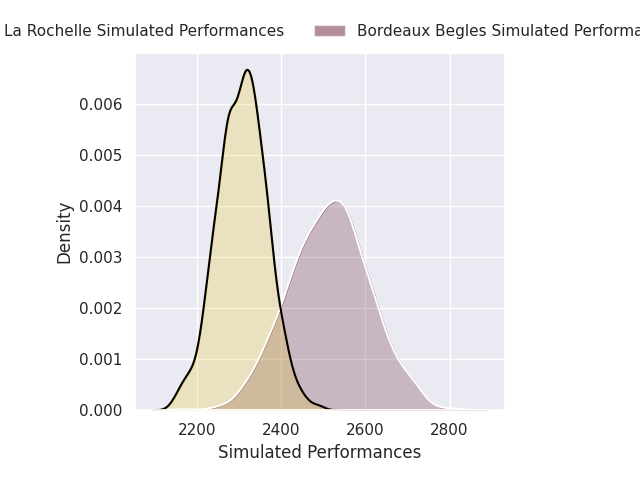 La Rochelle Simulated Performances Bordeaux Begles Simulated
0.006
0.005
0.004
0.003
0.002
0.001
0.000
Density
2200 2400 2600 2800
Simulated Performances